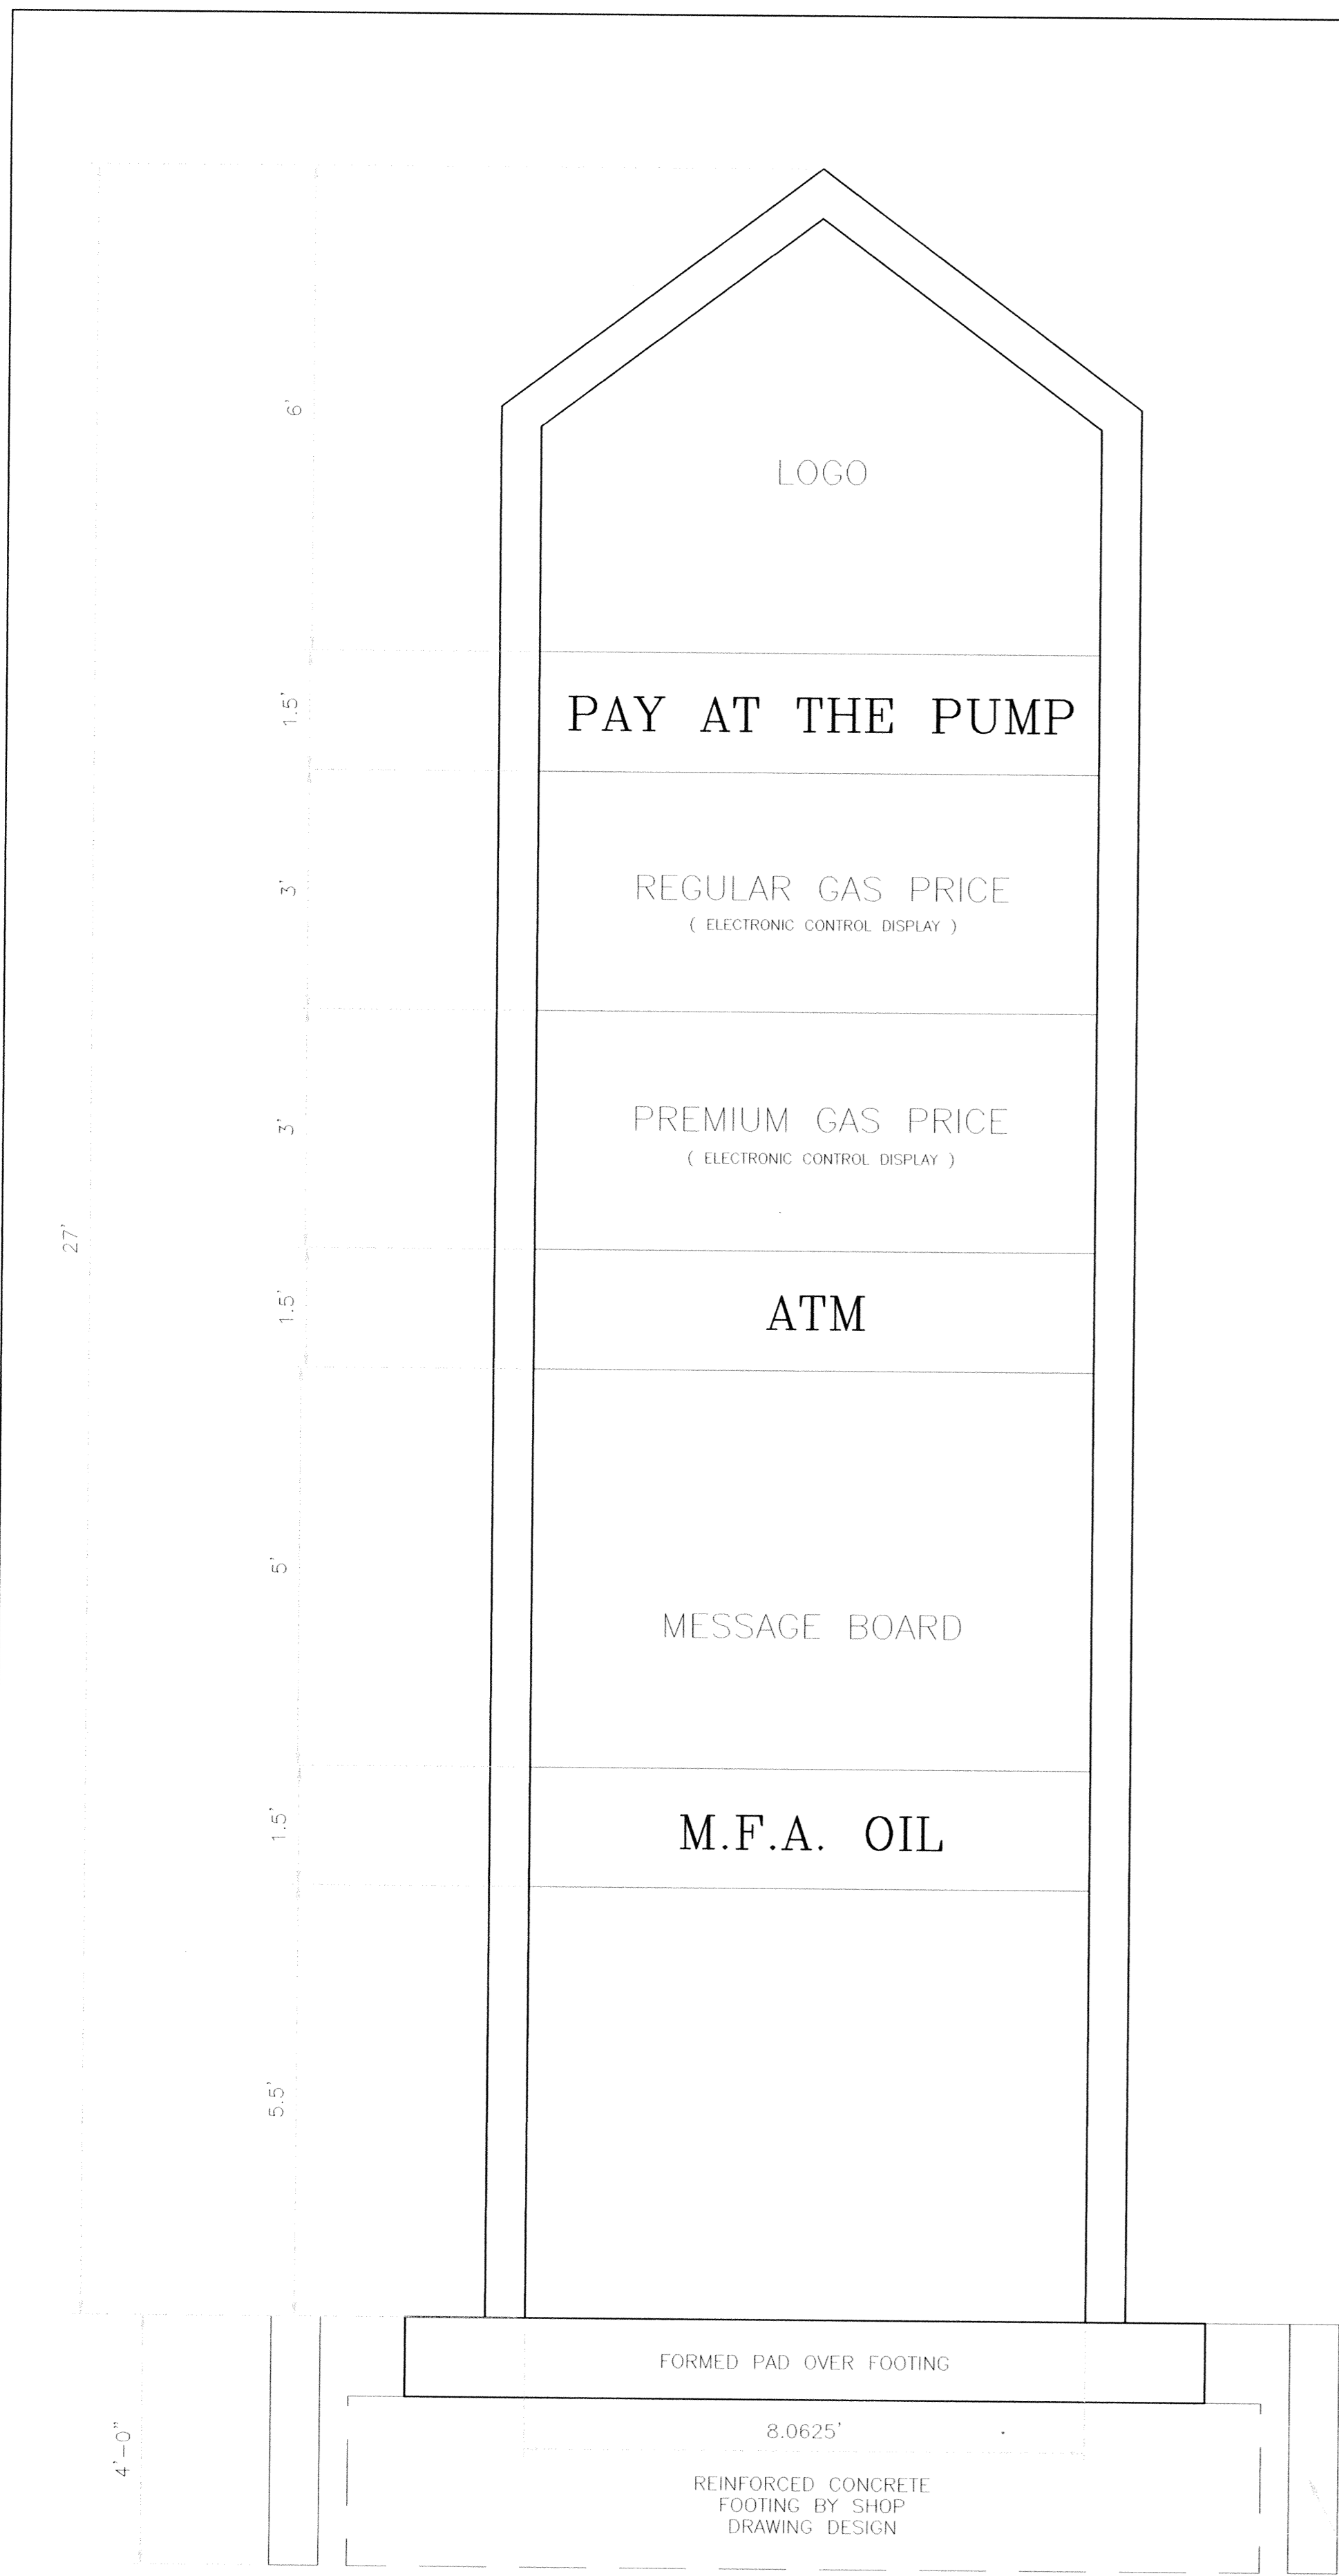 6'
LOGO
1.5'
PAY AT THE PUMP
3'
REGULAR GAS PRICE
( ELECTRONIC CONTROL DISPLAY )
3'
PREMIUM GAS PRICE
( ELECTRONIC CONTROL DISPLAY )
27'
1.5'
ATM
5'
MESSAGE BOARD
1.5'
M.F.A. OIL
5.5'
FORMED PAD OVER FOOTING
4'-0"
8.0625'
REINFORCED CONCRETE
FOOTING BY SHOP
DRAWING DESIGN